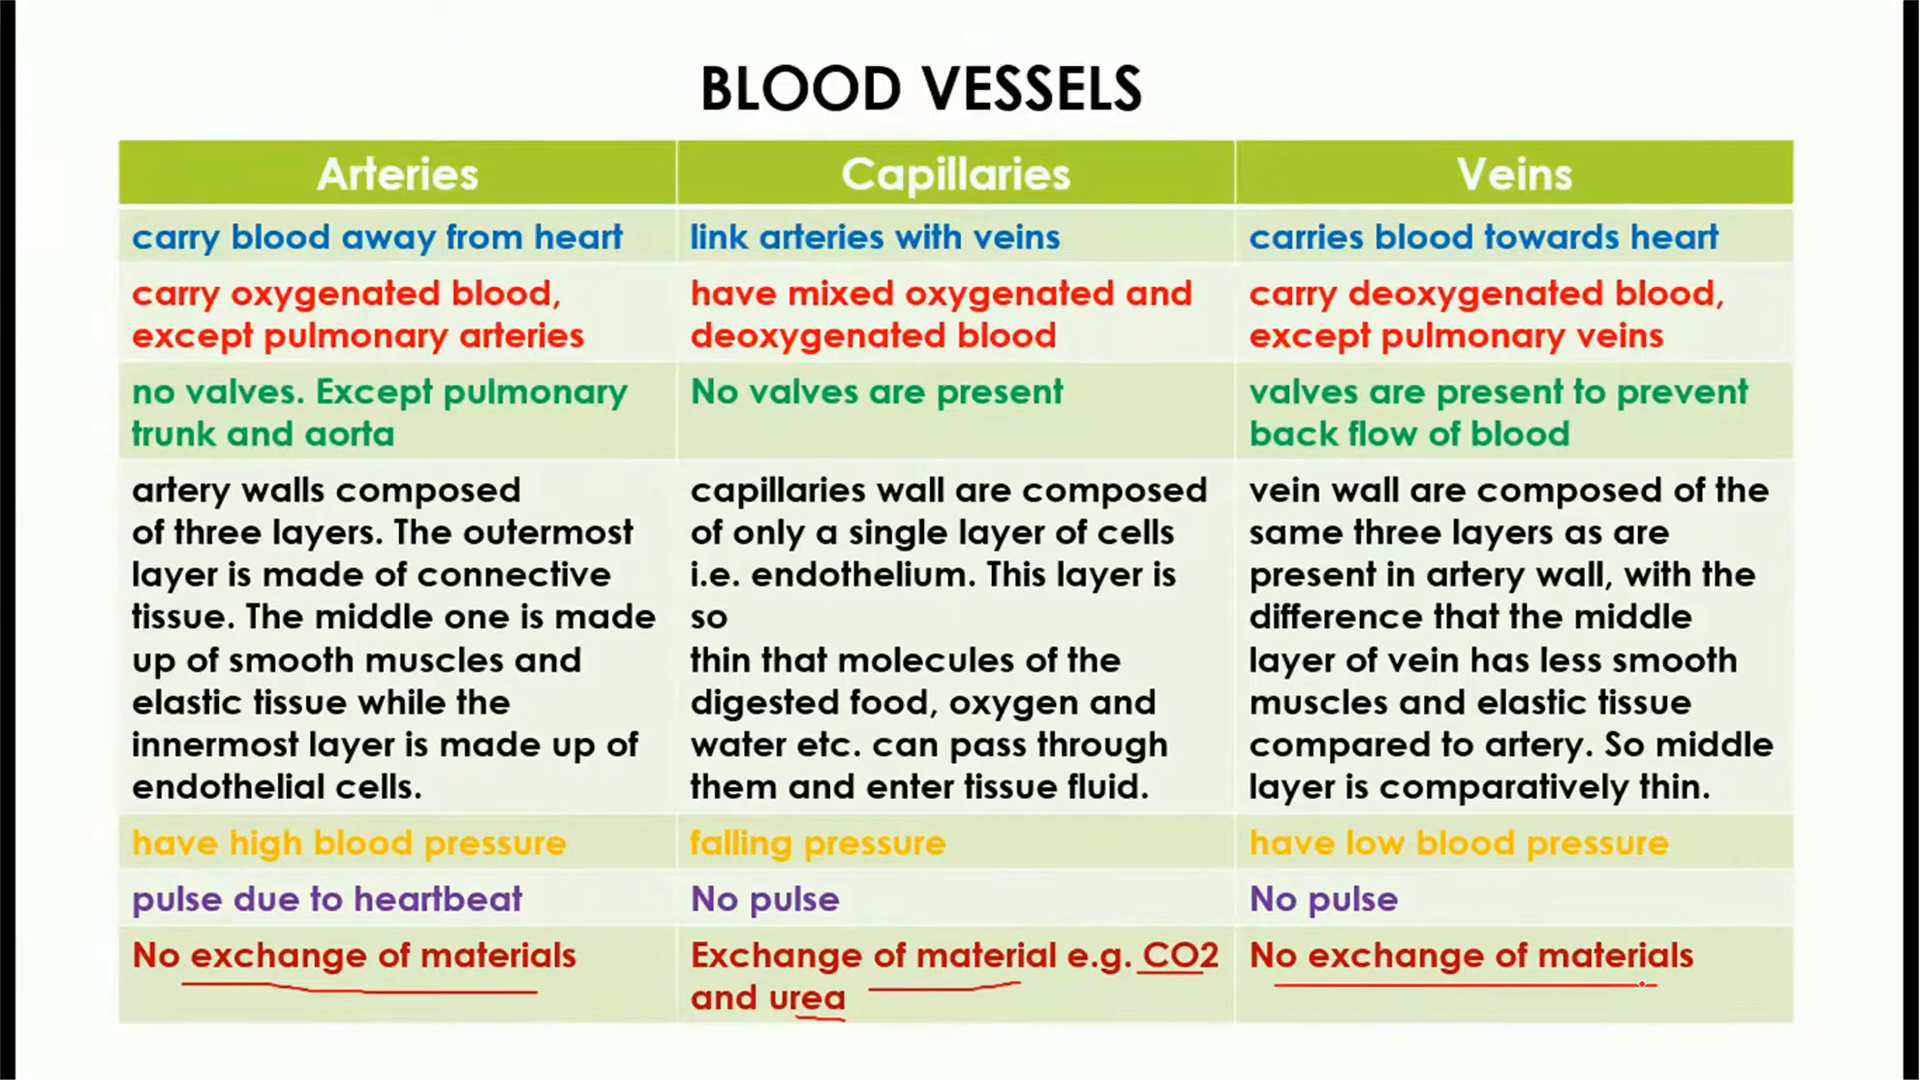 BLOOD VESSELS
Arteries
Capillaries
Veins
carry blood away from heart
link arteries with veins
carries blood towards heart
carry oxygenated blood,
except pulmonary arteries
have mixed oxygenated and
deoxygenated blood
carry deoxygenated blood,
except pulmonary veins
no valves. Except pulmonary
trunk and aorta
No valves are present
valves are present to prevent
back flow of blood
artery walls composed
of three layers. The outermost
layer is made of connective
tissue. The middle one is made
up of smooth muscles and
elastic tissue while the
innermost layer is made up of
endothelial cells.
capillaries wall are composed
of only a single layer of cells
i.e. endothelium. This layer is
so
thin that molecules of the
digested food, oxygen and
water etc. can pass through
them and enter tissue fluid.
vein wall are composed of the
same three layers as are
present in artery wall, with the
difference that the middle
layer of vein has less smooth
muscles and elastic tissue
compared to artery. So middle
layer is comparatively thin.
have high blood pressure
falling pressure
have low blood pressure
pulse due to heartbeat
No pulse
No pulse
No exchange of materials
Exchange of material e.g. CO2
and urea
No exchange of materials